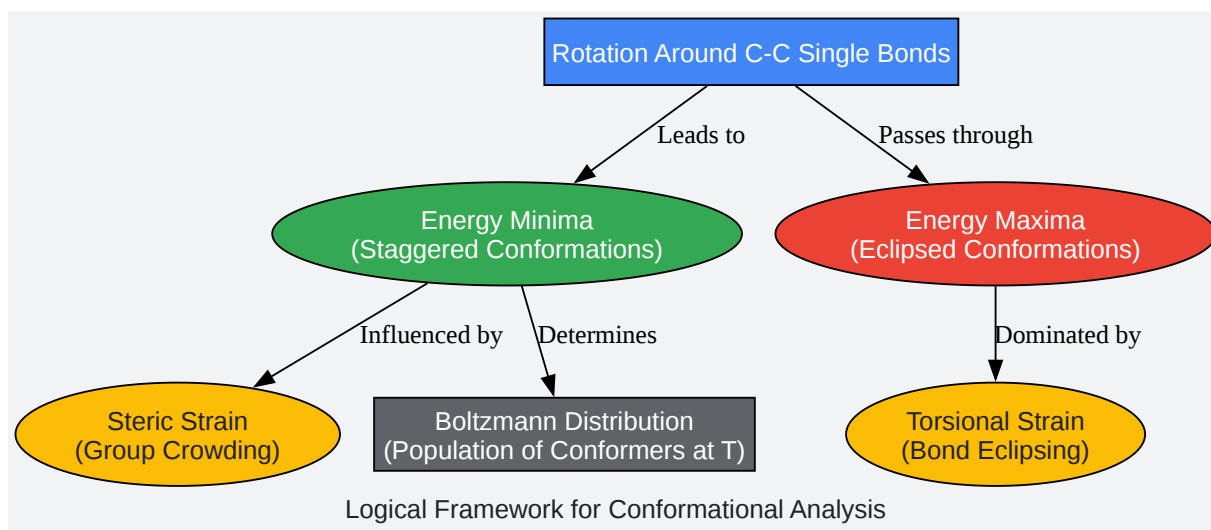 Rotation Around C-C Single Bonds
Leads to
Passes through
Energy Minima
(Staggered Conformations)
Energy Maxima
(Eclipsed Conformations)
Influenced by
Determines
Dominated by
Steric Strain
(Group Crowding)
Boltzmann Distribution
(Population of Conformers at T)
Torsional Strain
(Bond Eclipsing)
Logical Framework for Conformational Analysis